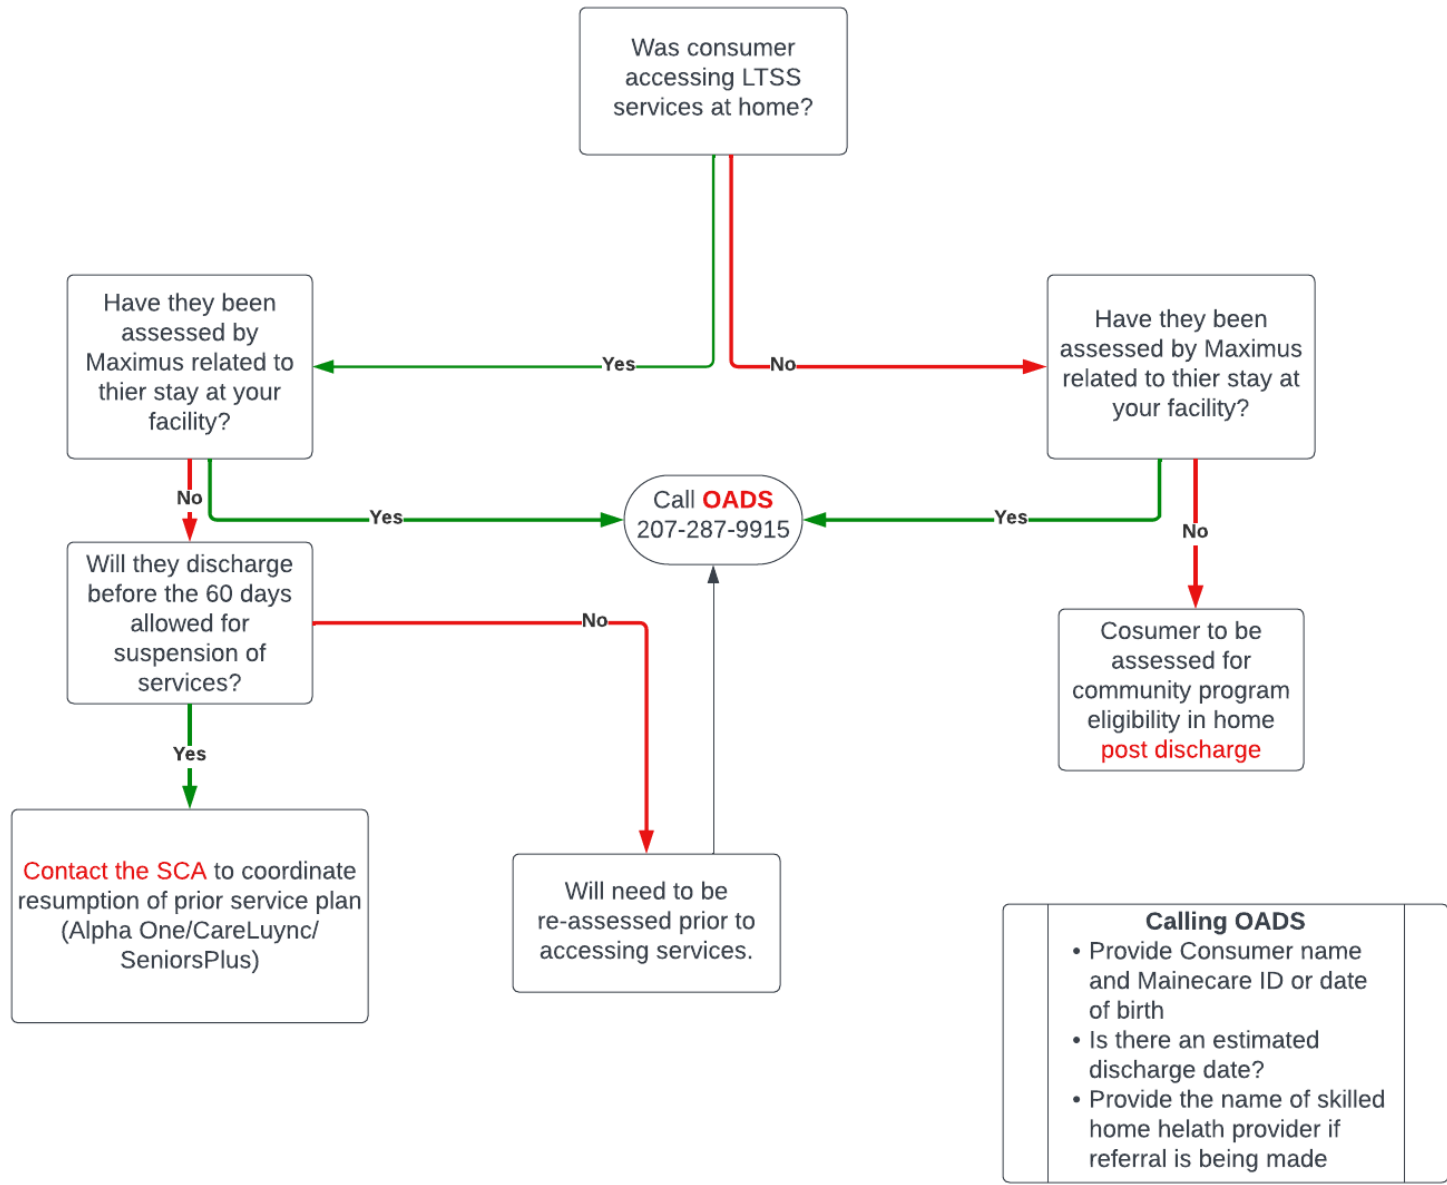 Was consumer
accessing LTSS
services at home?
Yes
No
Have they been
assessed by
Maximus related to
thier stay at your
facility?
Have they been
assessed by Maximus
related to thier stay at
your facility?
No
Yes
Call OADS
207-287-9915
Yes
No
Will they discharge
before the 60 days
allowed for
suspension of
services?
No
Cosumer to be
assessed for
community program
eligibility in home
post discharge
Yes
Contact the SCA to coordinate
resumption of prior service plan
(Alpha One/CareLuync/
SeniorsPlus)
Will need to be
re-assessed prior to
accessing services.
Calling OADS
• Provide Consumer name
and Mainecare ID or date
of birth
• Is there an estimated
discharge date?
• Provide the name of skilled
home helath provider if
referral is being made